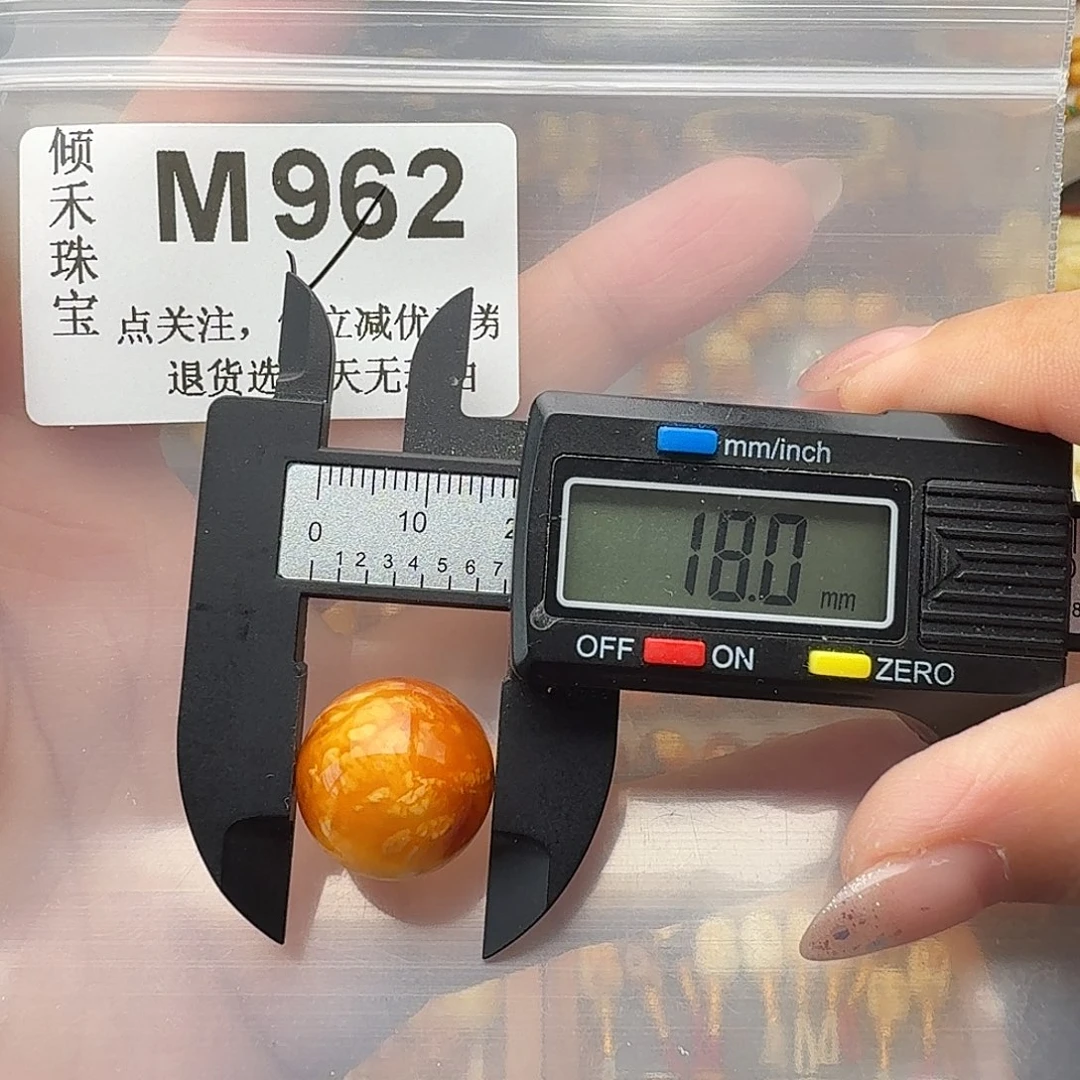 倾禾珠宝
M962
点关注，立减优
退货选 天无
mm/inch
18.0 mm
OFF ON ZERO
0 10
1 2 3 4 5 6 7